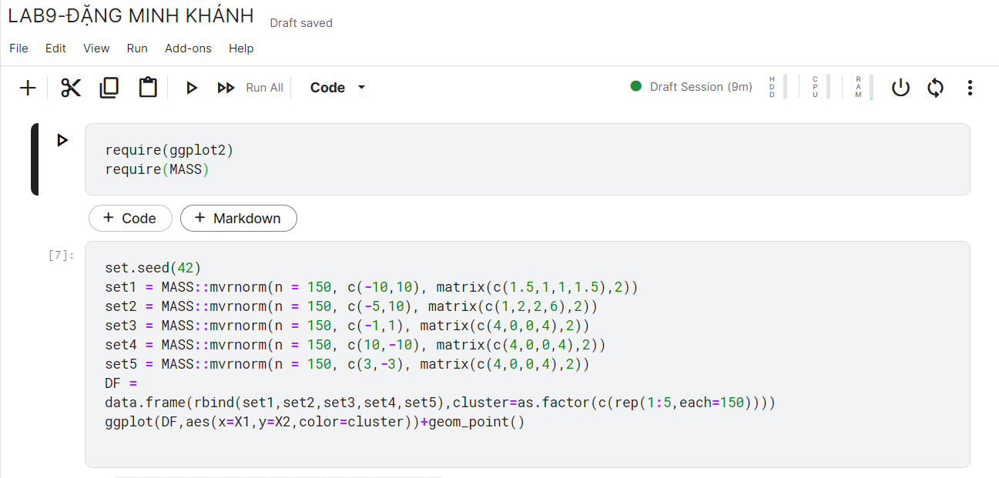 LAB9-ĐẶNG MINH KHÁNH
Draft saved
File Edit View Run Add-ons Help
Run All Code Draft Session (9m) HDD CPU RAM
require(ggplot2)
require(MASS)
+ Code + Markdown
[7]:
set.seed(42)
set1 = MASS::mvrnorm(n = 150, c(-10,10), matrix(c(1.5,1,1,1.5),2))
set2 = MASS::mvrnorm(n = 150, c(-5,10), matrix(c(1,2,2,6),2))
set3 = MASS::mvrnorm(n = 150, c(-1,1), matrix(c(4,0,0,4),2))
set4 = MASS::mvrnorm(n = 150, c(10,-10), matrix(c(4,0,0,4),2))
set5 = MASS::mvrnorm(n = 150, c(3,-3), matrix(c(4,0,0,4),2))
DF =
data.frame(rbind(set1,set2,set3,set4,set5),cluster=as.factor(c(rep(1:5,each=150))))
ggplot(DF,aes(x=X1,y=X2,color=cluster))+geom_point()